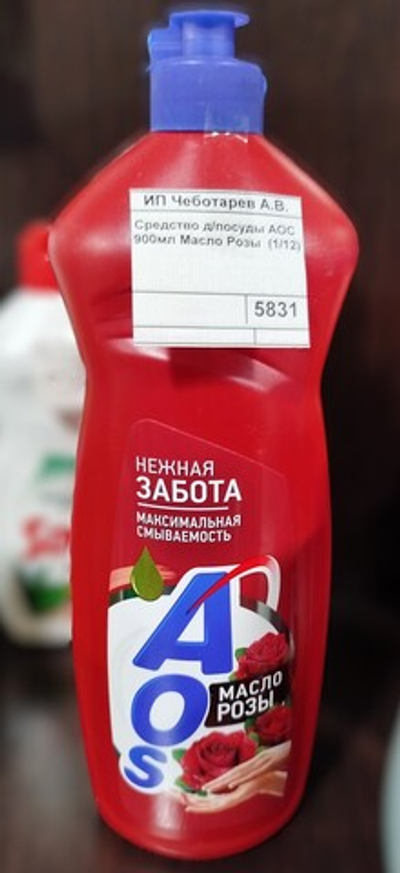 ИП Чеботарев А.В.
Средство д/посуды АОС
900мл Масло Розы (1/12)
5831
НЕЖНАЯ
ЗАБОТА
МАКСИМАЛЬНАЯ
СМЫВАЕМОСТЬ
AOS
МАСЛО
РОЗЫ